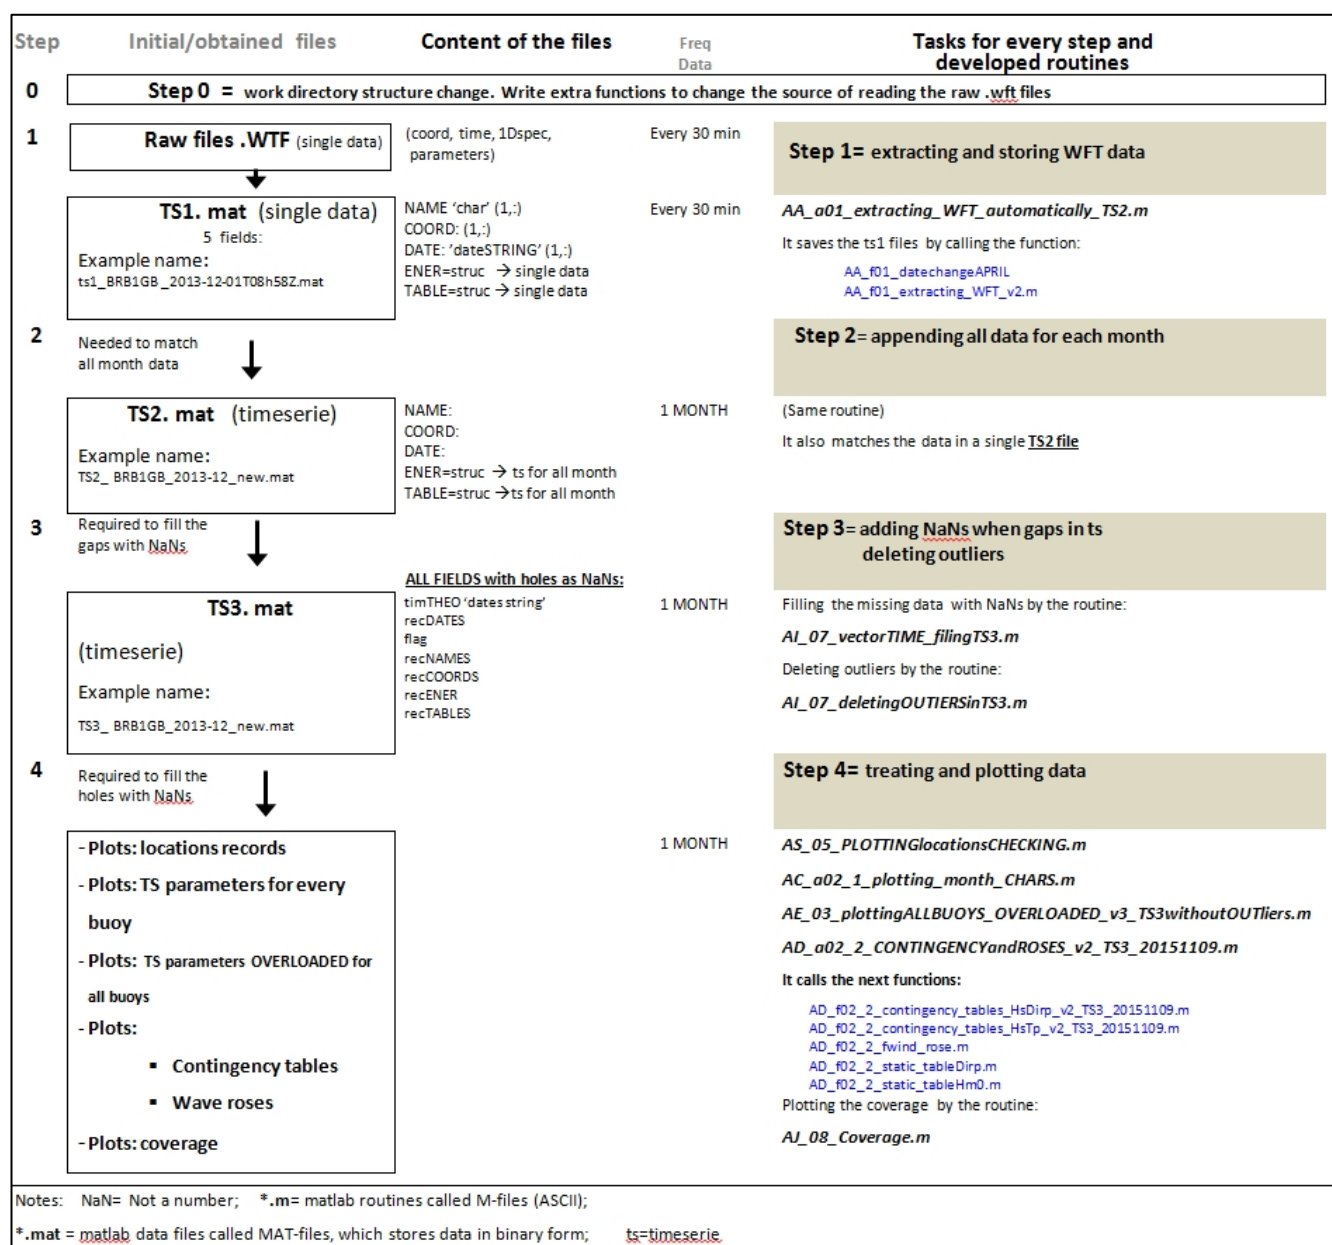 Step Initial/obtained files Content of the files Freq Data Tasks for every step and developed routines
0 Step 0 = work directory structure change. Write extra functions to change the source of reading the raw .wft files
1 Raw files .WTF (single data)
(coord, time, 1Dspec,
parameters)
Every 30 min
Step 1= extracting and storing WFT data
TS1. mat (single data)
5 fields:
Example name:
ts1_BRB1GB_2013-12-01T08h58Z.mat
NAME ‘char’ (1,:)
COORD: (1,:)
DATE: ‘dateSTRING’ (1,:)
ENER=struc → single data
TABLE=struc → single data
Every 30 min
AA_a01_extracting_WFT_automatically_TS2.m
It saves the ts1 files by calling the function:
AA_f01_datechangeAPRIL
AA_f01_extracting_WFT_v2.m
2 Needed to match
all month data
Step 2= appending all data for each month
TS2. mat (timeserie)
Example name:
TS2_ BRB1GB_2013-12_new.mat
NAME:
COORD:
DATE:
ENER=struc → ts for all month
TABLE=struc →ts for all month
1 MONTH
(Same routine)
It also matches the data in a single TS2 file
3 Required to fill the
gaps with NaNs
Step 3= adding NaNs when gaps in ts
deleting outliers
TS3. mat
(timeserie)
Example name:
TS3_ BRB1GB_2013-12_new.mat
ALL FIELDS with holes as NaNs:
timTHEO ‘dates string’
recDATES
flag
recNAMES
recCOORDS
recENER
recTABLES
1 MONTH
Filling the missing data with NaNs by the routine:
AI_07_vectorTIME_filingTS3.m
Deleting outliers by the routine:
AI_07_deletingOUTIERSinTS3.m
4 Required to fill the
holes with NaNs
Step 4= treating and plotting data
- Plots: locations records
- Plots: TS parameters for every
buoy
- Plots: TS parameters OVERLOADED for
all buoys
- Plots:
▪ Contingency tables
▪ Wave roses
- Plots: coverage
1 MONTH
AS_05_PLOTTINGlocationsCHECKING.m
AC_a02_1_plotting_month_CHARS.m
AE_03_plottingALLBUOYS_OVERLOADED_v3_TS3withoutOUTliers.m
AD_a02_2_CONTINGENCYandROSES_v2_TS3_20151109.m
It calls the next functions:
AD_f02_2_contingency_tables_HsDirp_v2_TS3_20151109.m
AD_f02_2_contingency_tables_HsTp_v2_TS3_20151109.m
AD_f02_2_fwind_rose.m
AD_f02_2_static_tableDirp.m
AD_f02_2_static_tableHm0.m
Plotting the coverage by the routine:
AJ_08_Coverage.m
Notes: NaN= Not a number; *.m= matlab routines called M-files (ASCII);
*.mat = matlab data files called MAT-files, which stores data in binary form; ts=timeserie